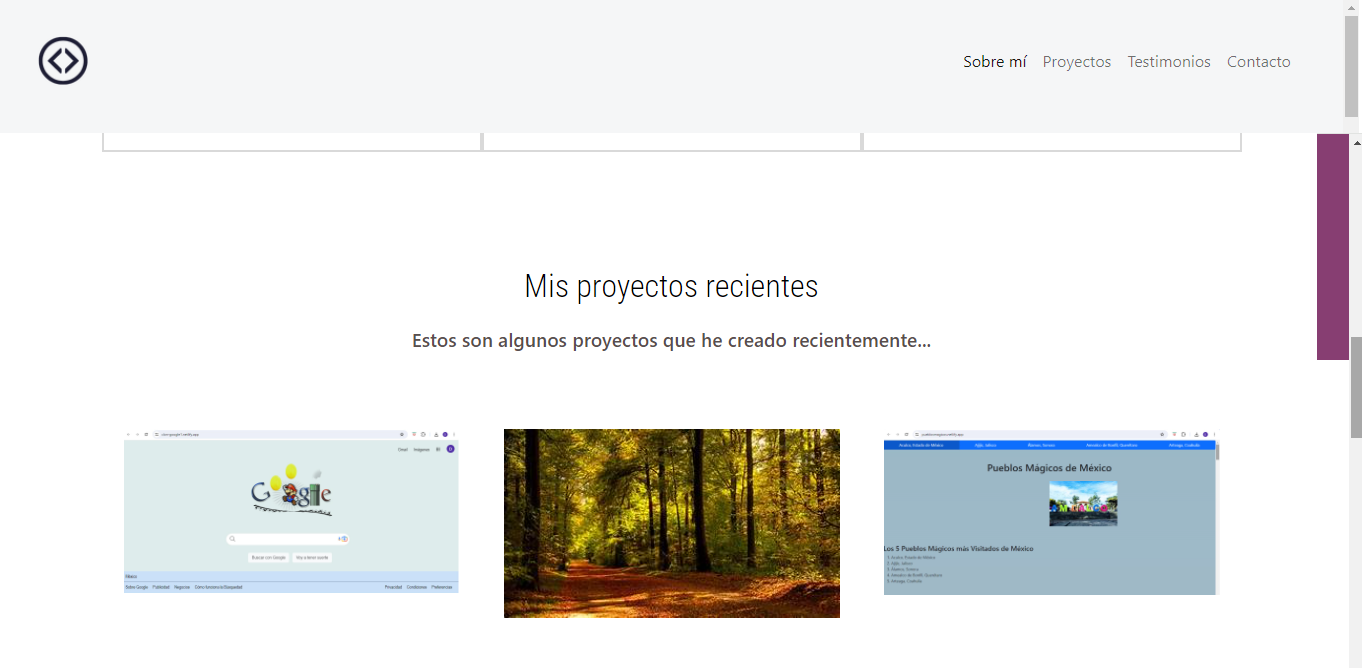 Sobre mí Proyectos Testimonios Contacto
Mis proyectos recientes
Estos son algunos proyectos que he creado recientemente...
Gmail Imágenes
Google
Buscar con Google Voy a tener suerte
México
Sobre Google Publicidad Negocios Cómo funciona la Búsqueda
Privacidad Condiciones Preferencias
Pueblos Mágicos de México
Los 5 Pueblos Mágicos más Visitados de México